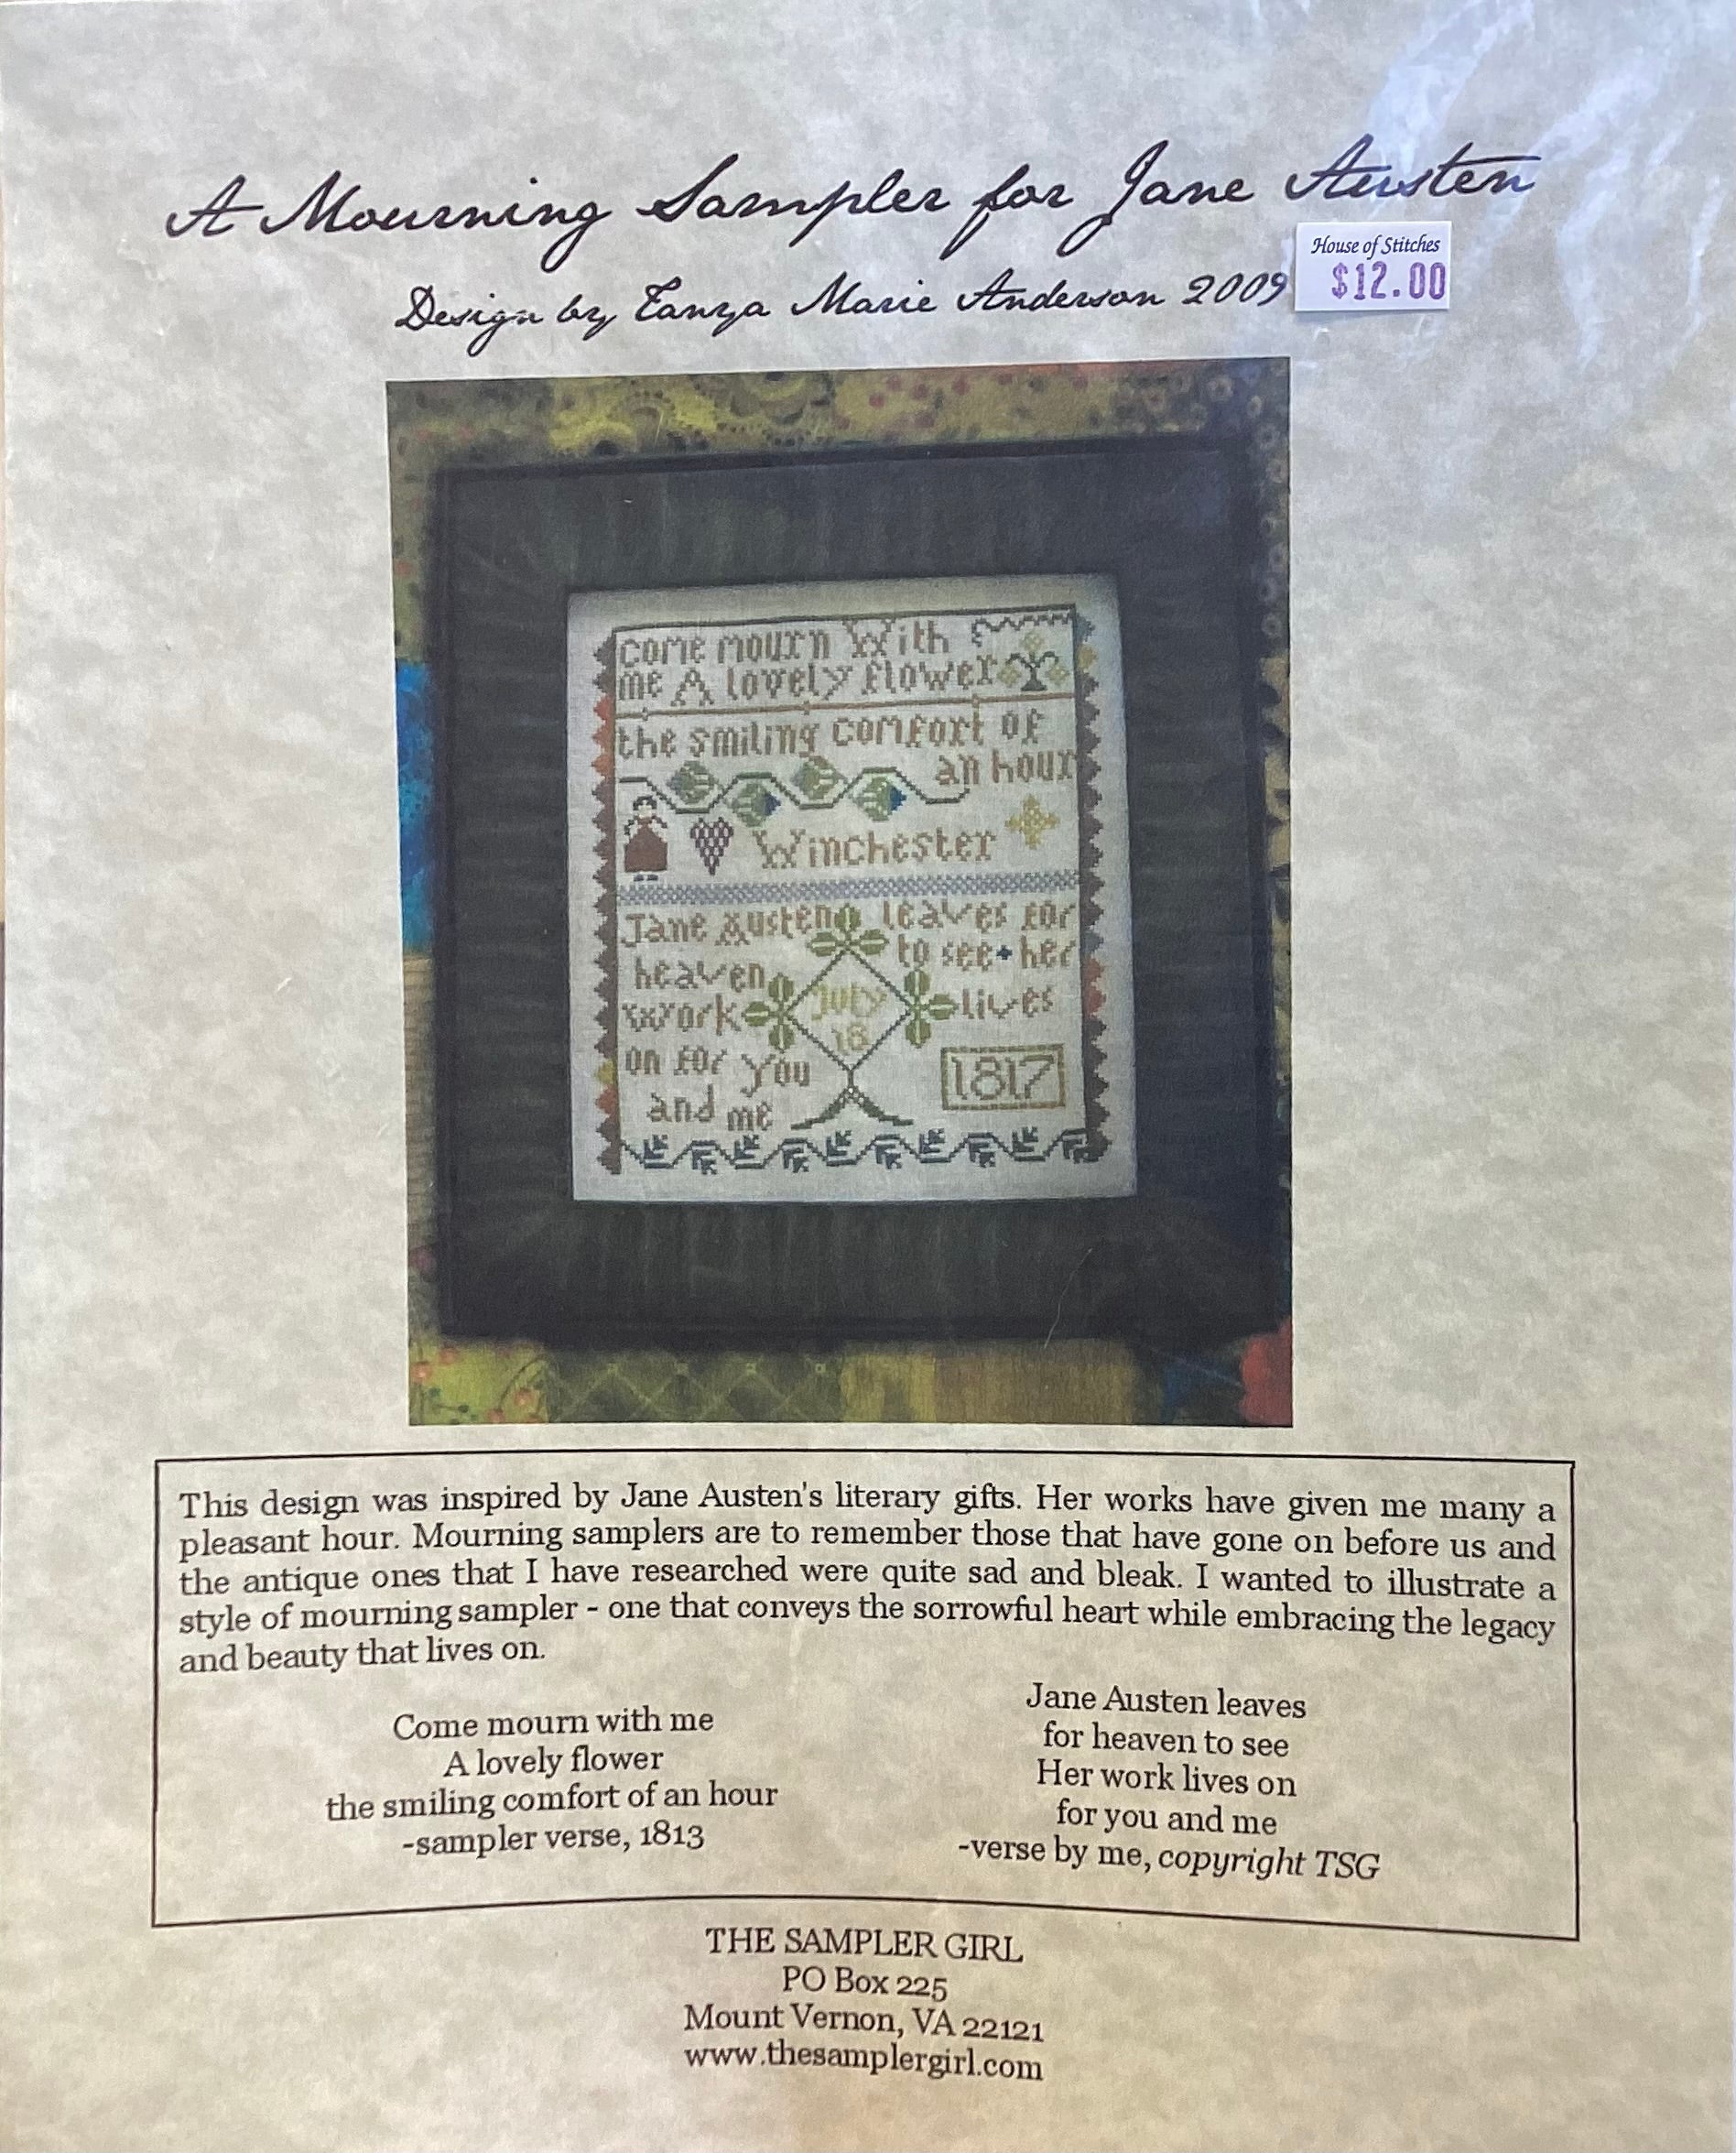 A Mourning Sampler for Jane Austen
House of Stitches
$12.00
Design by Tanya Marie Anderson 2009
come mourn With
me A lovely flower
the smiling comfort of
an hour
Winchester
Jane Austen leaves for
heaven to see her
work lives
July
18
on for you
1817
and me
This design was inspired by Jane Austen's literary gifts. Her works have given me many a
pleasant hour. Mourning samplers are to remember those that have gone on before us and
the antique ones that I have researched were quite sad and bleak. I wanted to illustrate a
style of mourning sampler - one that conveys the sorrowful heart while embracing the legacy
and beauty that lives on.
Come mourn with me
A lovely flower
the smiling comfort of an hour
-sampler verse, 1813
Jane Austen leaves
for heaven to see
Her work lives on
for you and me
-verse by me, copyright TSG
THE SAMPLER GIRL
PO Box 225
Mount Vernon, VA 22121
www.thesamplergirl.com